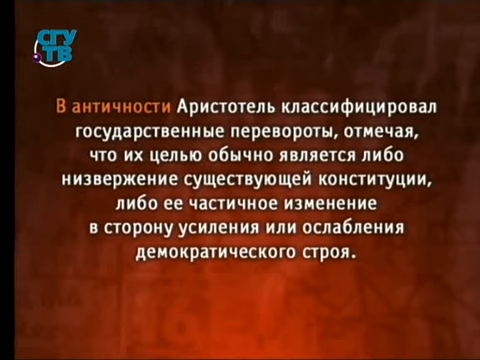 СГУ
ТВ
В античности Аристотель классифицировал
государственные перевороты, отмечая,
что их целью обычно является либо
низвержение существующей конституции,
либо ее частичное изменение
в сторону усиления или ослабления
демократического строя.